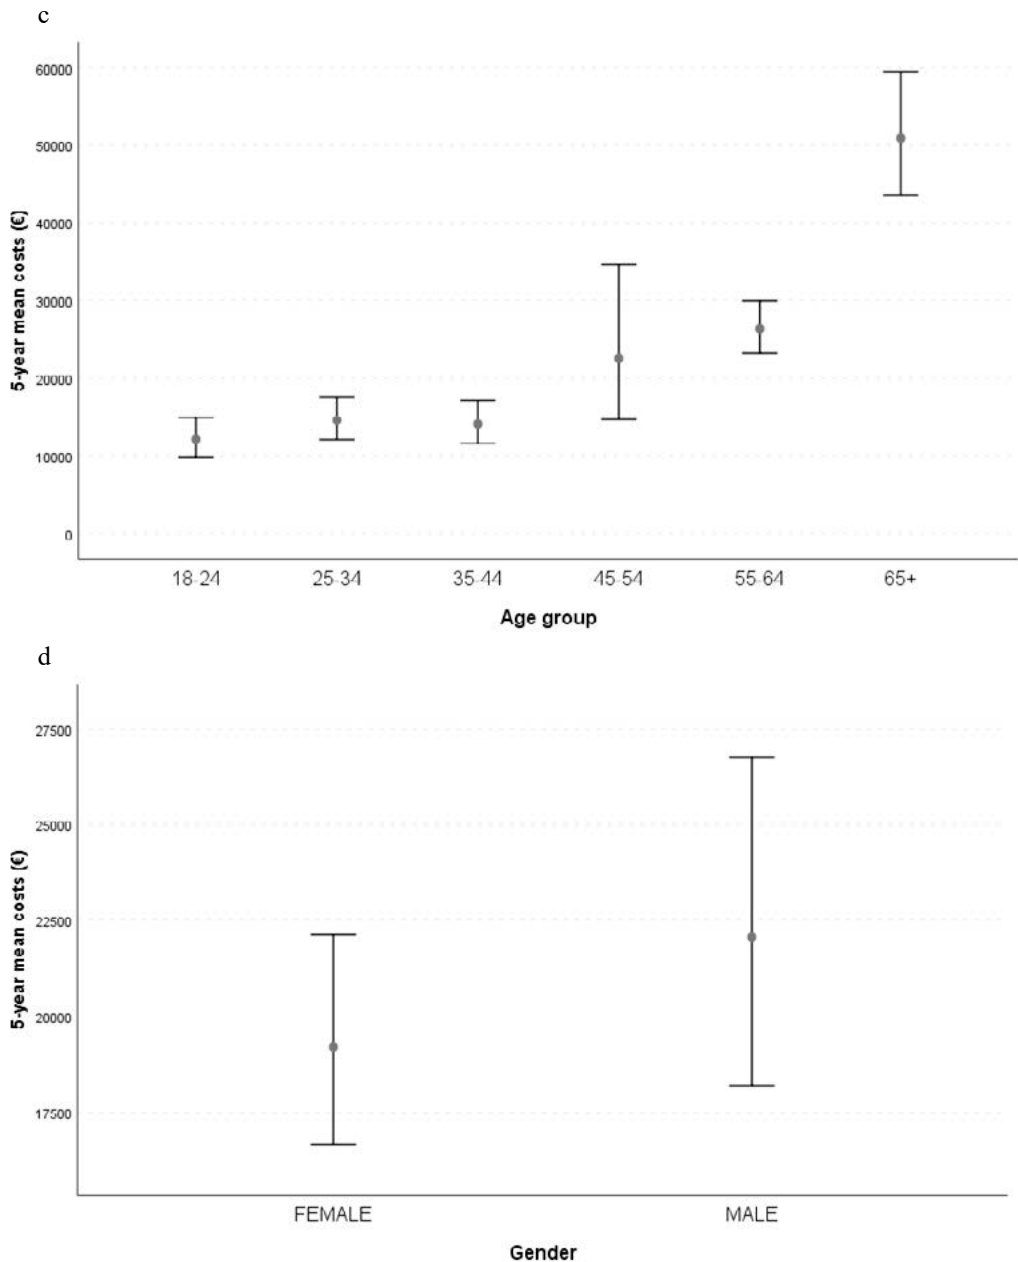 c
60000
50000
40000
30000
20000
10000
0
5-year mean costs (€)
18-24 25-34 35-44 45-54 55-64 65+
Age group
d
27500
25000
22500
20000
17500
5-year mean costs (€)
FEMALE MALE
Gender